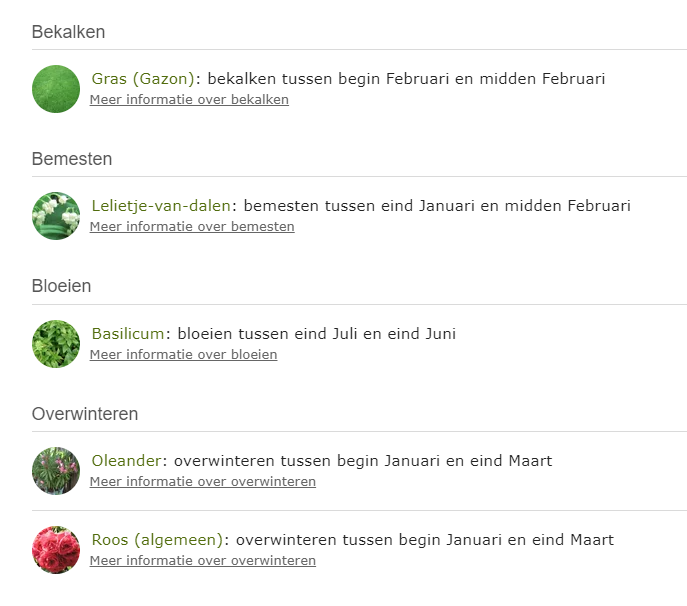 Bekalken
Gras (Gazon): bekalken tussen begin Februari en midden Februari
Meer informatie over bekalken
Bemesten
Lelietje-van-dalen: bemesten tussen eind Januari en midden Februari
Meer informatie over bemesten
Bloeien
Basilicum: bloeien tussen eind Juli en eind Juni
Meer informatie over bloeien
Overwinteren
Oleander: overwinteren tussen begin Januari en eind Maart
Meer informatie over overwinteren
Roos (algemeen): overwinteren tussen begin Januari en eind Maart
Meer informatie over overwinteren